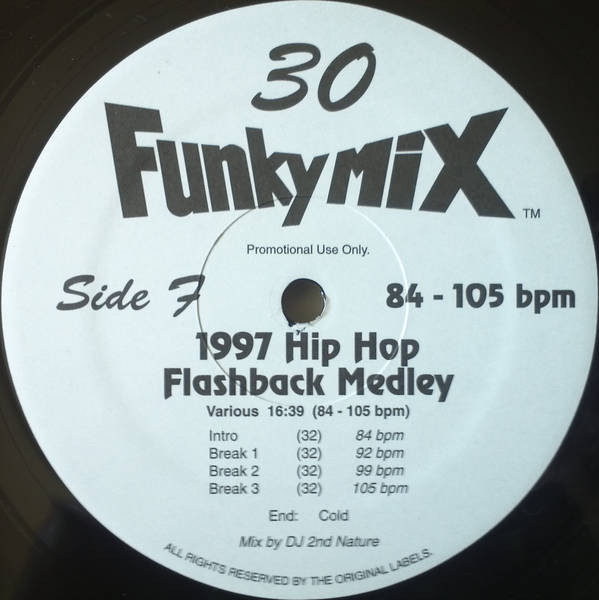 30
Funkymix™
Promotional Use Only.
Side F
84 - 105 bpm
1997 Hip Hop
Flashback Medley
Various 16:39 (84 - 105 bpm)
Intro (32) 84 bpm
Break 1 (32) 92 bpm
Break 2 (32) 99 bpm
Break 3 (32) 105 bpm
End: Cold
Mix by DJ 2nd Nature
ALL RIGHTS RESERVED BY THE ORIGINAL LABELS.